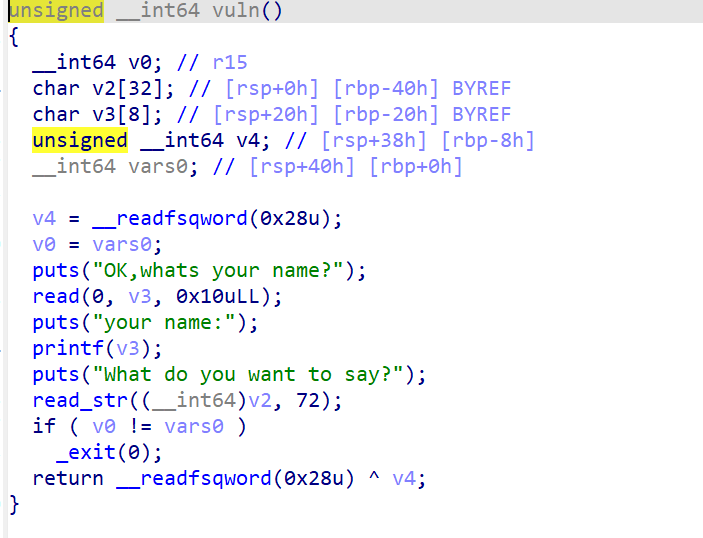 unsigned __int64 vuln()
{
  __int64 v0; // r15
  char v2[32]; // [rsp+0h] [rbp-40h] BYREF
  char v3[8]; // [rsp+20h] [rbp-20h] BYREF
  unsigned __int64 v4; // [rsp+38h] [rbp-8h]
  __int64 vars0; // [rsp+40h] [rbp+0h]

  v4 = __readfsqword(0x28u);
  v0 = vars0;
  puts("OK,whats your name?");
  read(0, v3, 0x10uLL);
  puts("your name:");
  printf(v3);
  puts("What do you want to say?");
  read_str((__int64)v2, 72);
  if ( v0 != vars0 )
    _exit(0);
  return __readfsqword(0x28u) ^ v4;
}